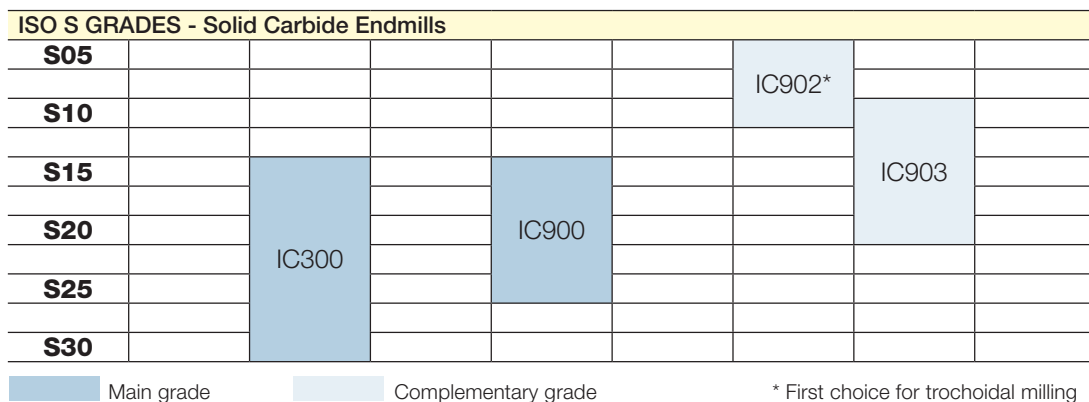 ISO S GRADES - Solid Carbide Endmills
S05
IC902*
S10
S15
IC903
S20
IC900
IC300
S25
S30
Main grade
Complementary grade
* First choice for trochoidal milling